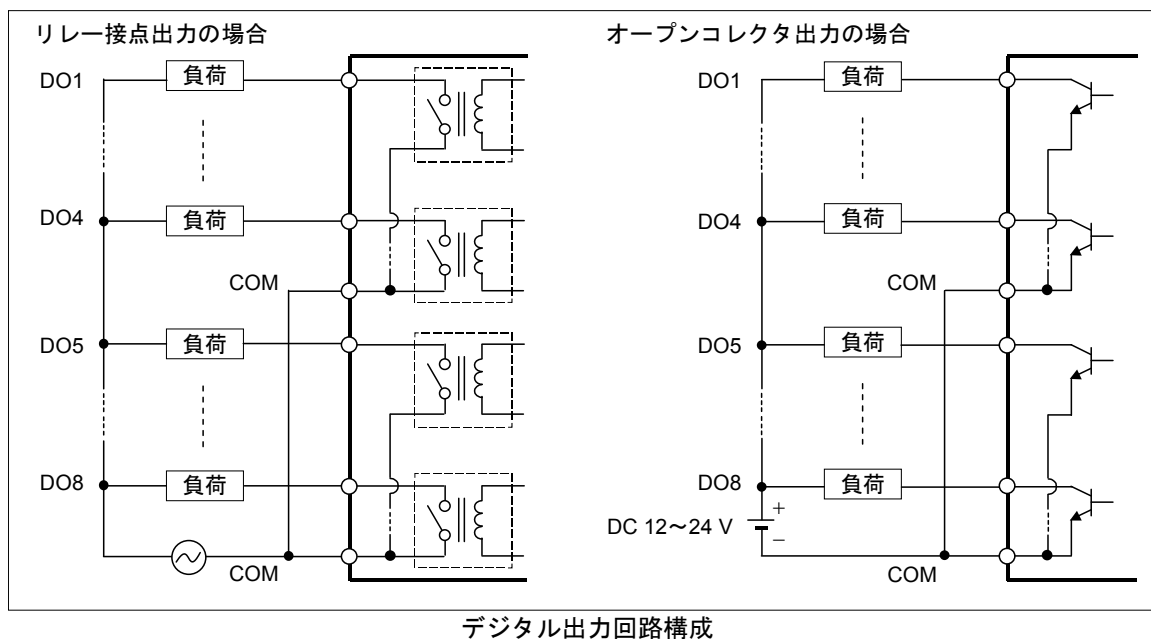 リレー接点出力の場合
DO1
負荷
DO4
負荷
COM
DO5
負荷
DO8
負荷
COM
オープンコレクタ出力の場合
DO1
負荷
DO4
負荷
COM
DO5
負荷
DO8
負荷
+
DC 12～24 V
−
COM
デジタル出力回路構成